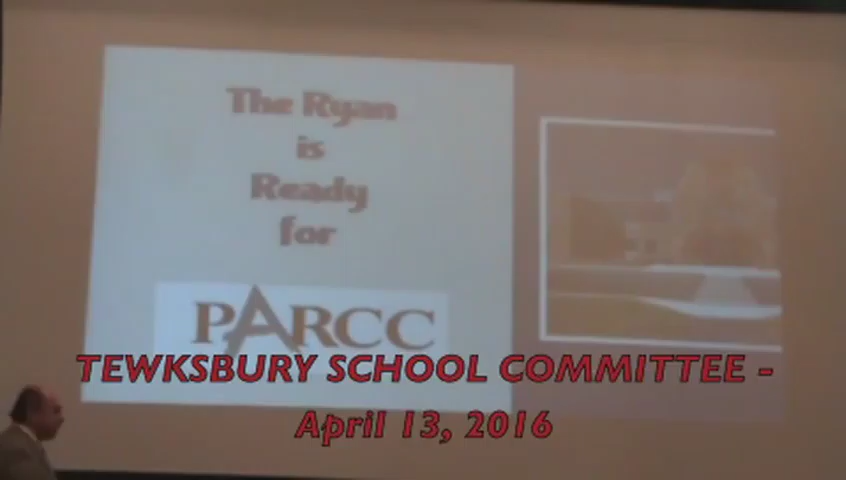 The Ryan
is
Ready
for
PARCC
TEWKSBURY SCHOOL COMMITTEE -
April 13, 2016